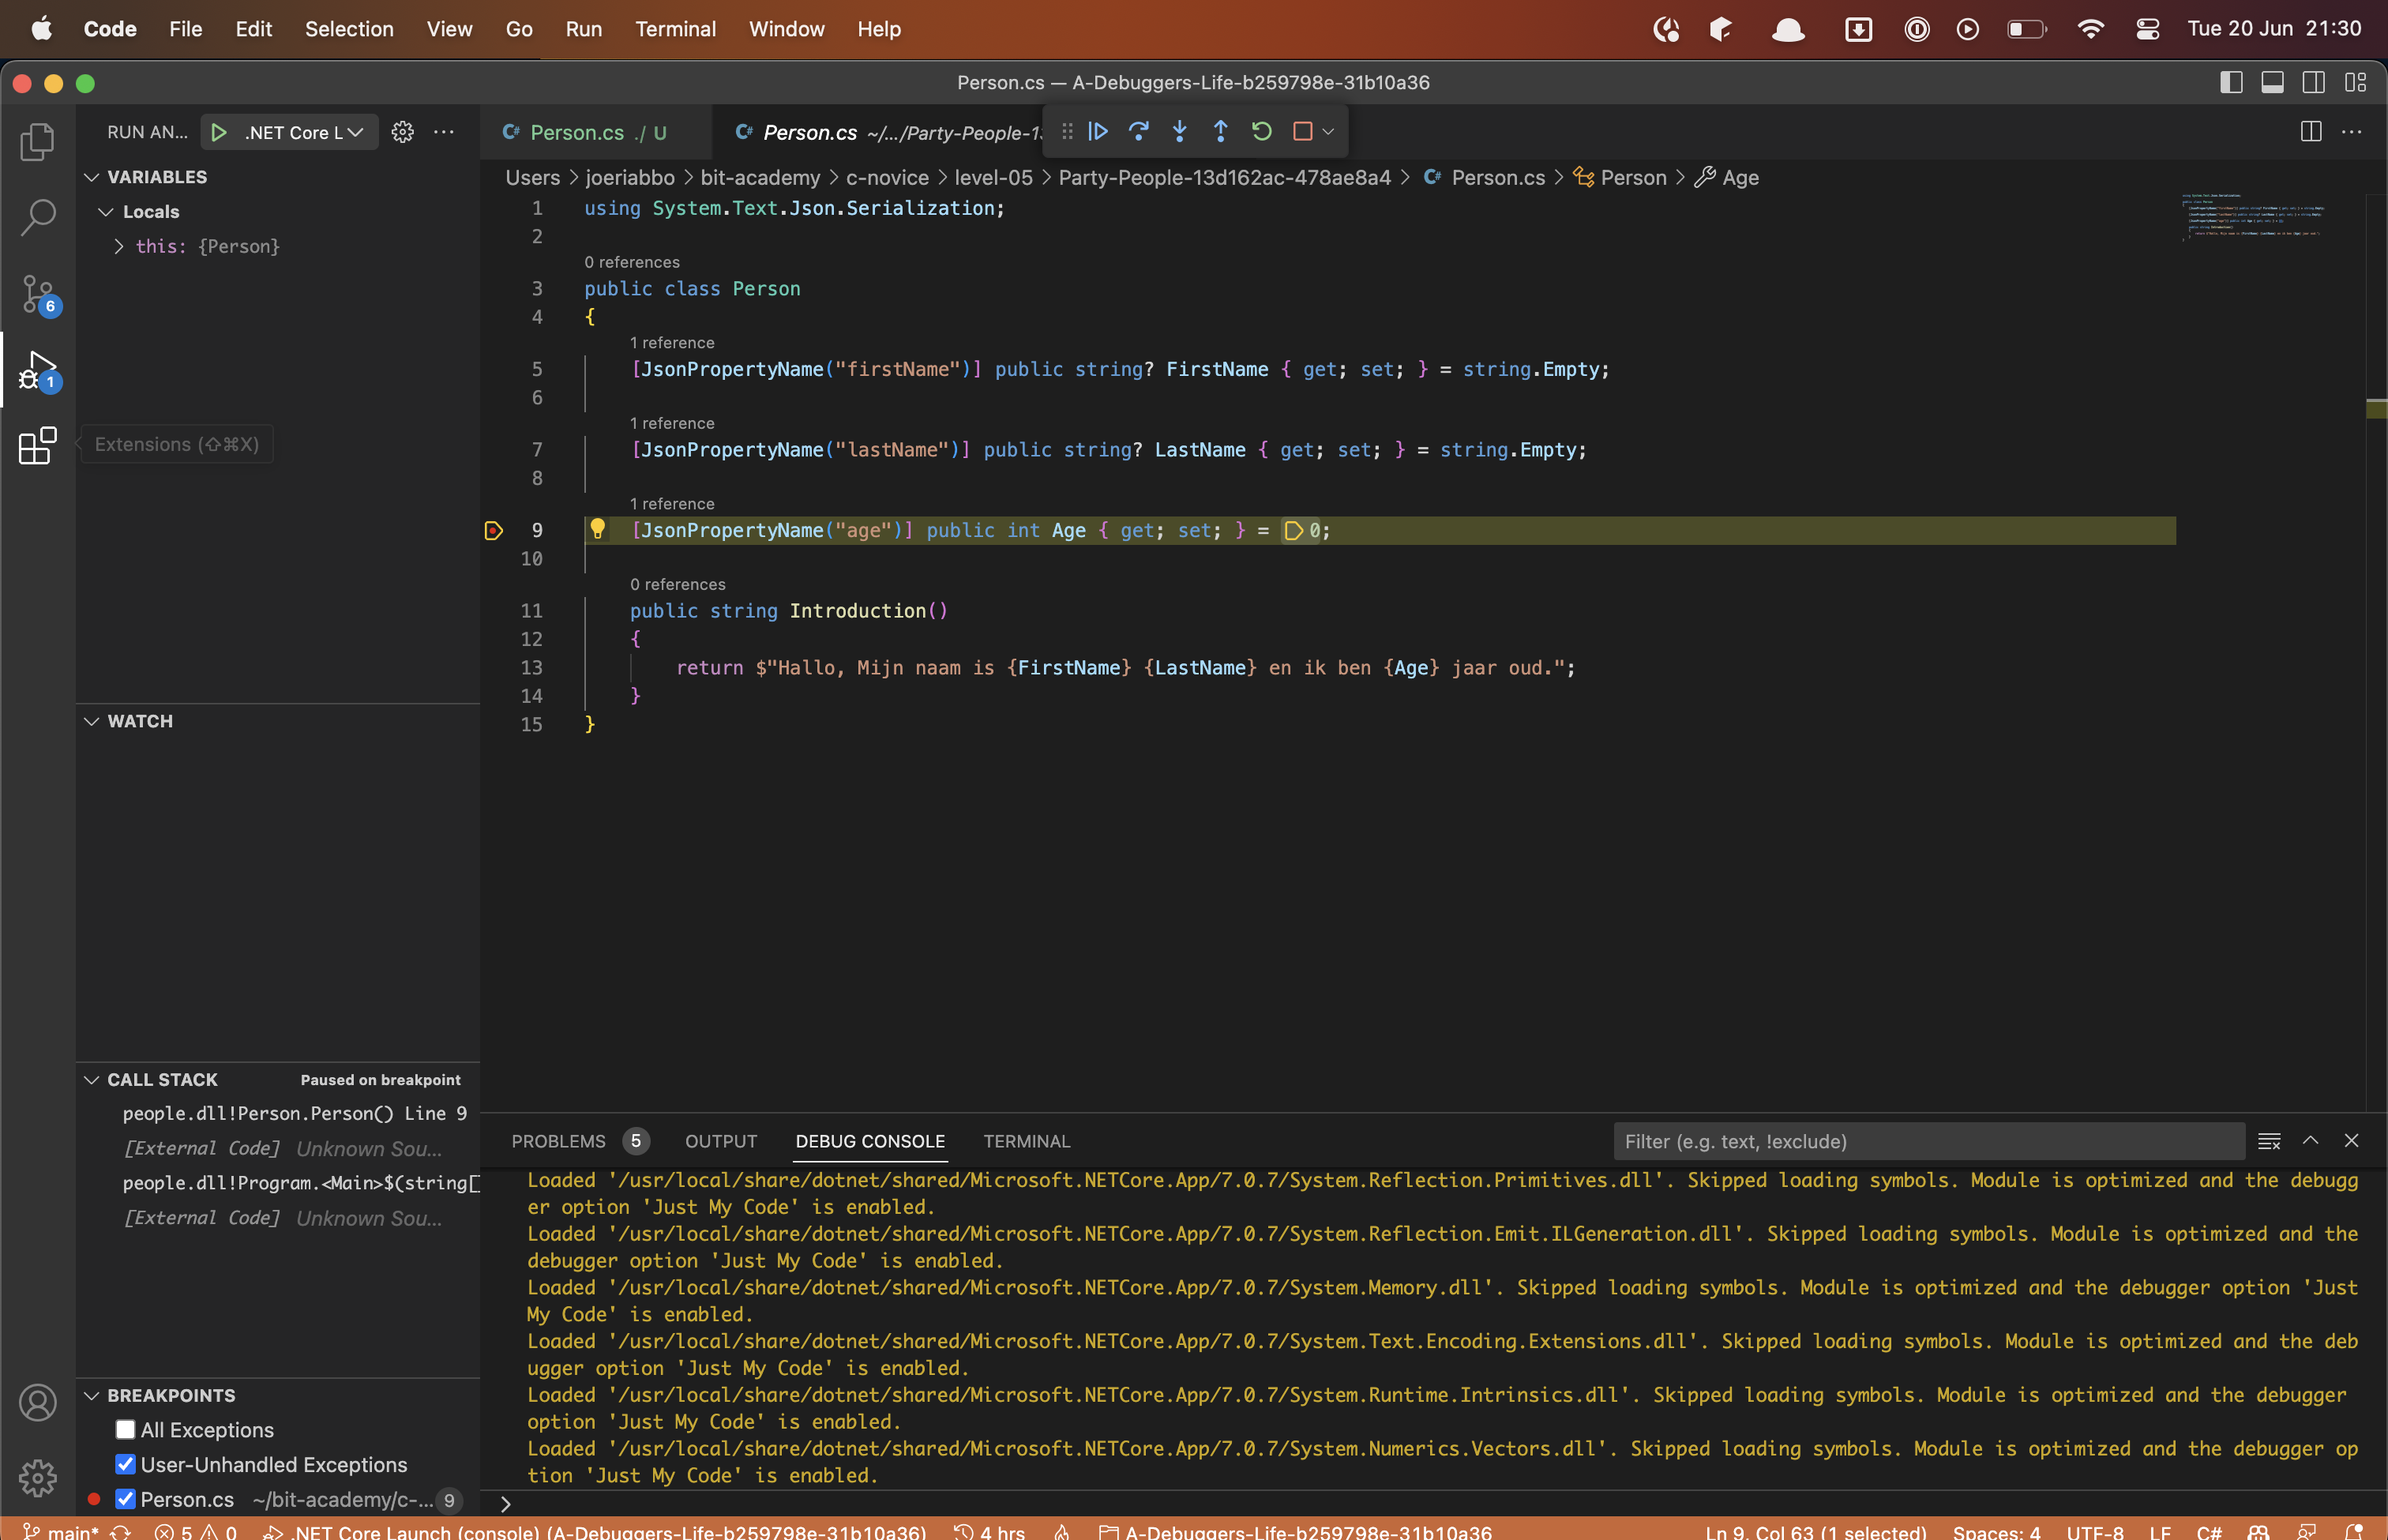 Code File Edit Selection View Go Run Terminal Window Help Tue 20 Jun 21:30
Person.cs — A-Debuggers-Life-b259798e-31b10a36
RUN AN... .NET Core L
Person.cs ./ U
Person.cs ~/.../Party-People-13
VARIABLES
Locals
this: {Person}
6
1
Extensions (⇧⌘X)
WATCH
CALL STACK Paused on breakpoint
people.dll!Person.Person() Line 9
[External Code] Unknown Sou...
people.dll!Program.<Main>$(string[]
[External Code] Unknown Sou...
BREAKPOINTS
All Exceptions
User-Unhandled Exceptions
Person.cs ~/bit-academy/c-... 9
Users > joeriabbo > bit-academy > c-novice > level-05 > Party-People-13d162ac-478ae8a4 > Person.cs > Person > Age
1 using System.Text.Json.Serialization;
2
0 references
3 public class Person
4 {
1 reference
5 [JsonPropertyName("firstName")] public string? FirstName { get; set; } = string.Empty;
6
1 reference
7 [JsonPropertyName("lastName")] public string? LastName { get; set; } = string.Empty;
8
1 reference
9 [JsonPropertyName("age")] public int Age { get; set; } = 0;
10
0 references
11 public string Introduction()
12 {
13 return $"Hallo, Mijn naam is {FirstName} {LastName} en ik ben {Age} jaar oud.";
14 }
15 }
PROBLEMS 5 OUTPUT DEBUG CONSOLE TERMINAL Filter (e.g. text, !exclude)
Loaded '/usr/local/share/dotnet/shared/Microsoft.NETCore.App/7.0.7/System.Reflection.Primitives.dll'. Skipped loading symbols. Module is optimized and the debugg
er option 'Just My Code' is enabled.
Loaded '/usr/local/share/dotnet/shared/Microsoft.NETCore.App/7.0.7/System.Reflection.Emit.ILGeneration.dll'. Skipped loading symbols. Module is optimized and the
debugger option 'Just My Code' is enabled.
Loaded '/usr/local/share/dotnet/shared/Microsoft.NETCore.App/7.0.7/System.Memory.dll'. Skipped loading symbols. Module is optimized and the debugger option 'Just
My Code' is enabled.
Loaded '/usr/local/share/dotnet/shared/Microsoft.NETCore.App/7.0.7/System.Text.Encoding.Extensions.dll'. Skipped loading symbols. Module is optimized and the deb
ugger option 'Just My Code' is enabled.
Loaded '/usr/local/share/dotnet/shared/Microsoft.NETCore.App/7.0.7/System.Runtime.Intrinsics.dll'. Skipped loading symbols. Module is optimized and the debugger
option 'Just My Code' is enabled.
Loaded '/usr/local/share/dotnet/shared/Microsoft.NETCore.App/7.0.7/System.Numerics.Vectors.dll'. Skipped loading symbols. Module is optimized and the debugger op
tion 'Just My Code' is enabled.
main* 5 0 .NET Core Launch (console) (A-Debuggers-Life-b259798e-31b10a36) 4 hrs A-Debuggers-Life-b259798e-31b10a36 Ln 9, Col 63 (1 selected) Spaces: 4 UTF-8 LF C#